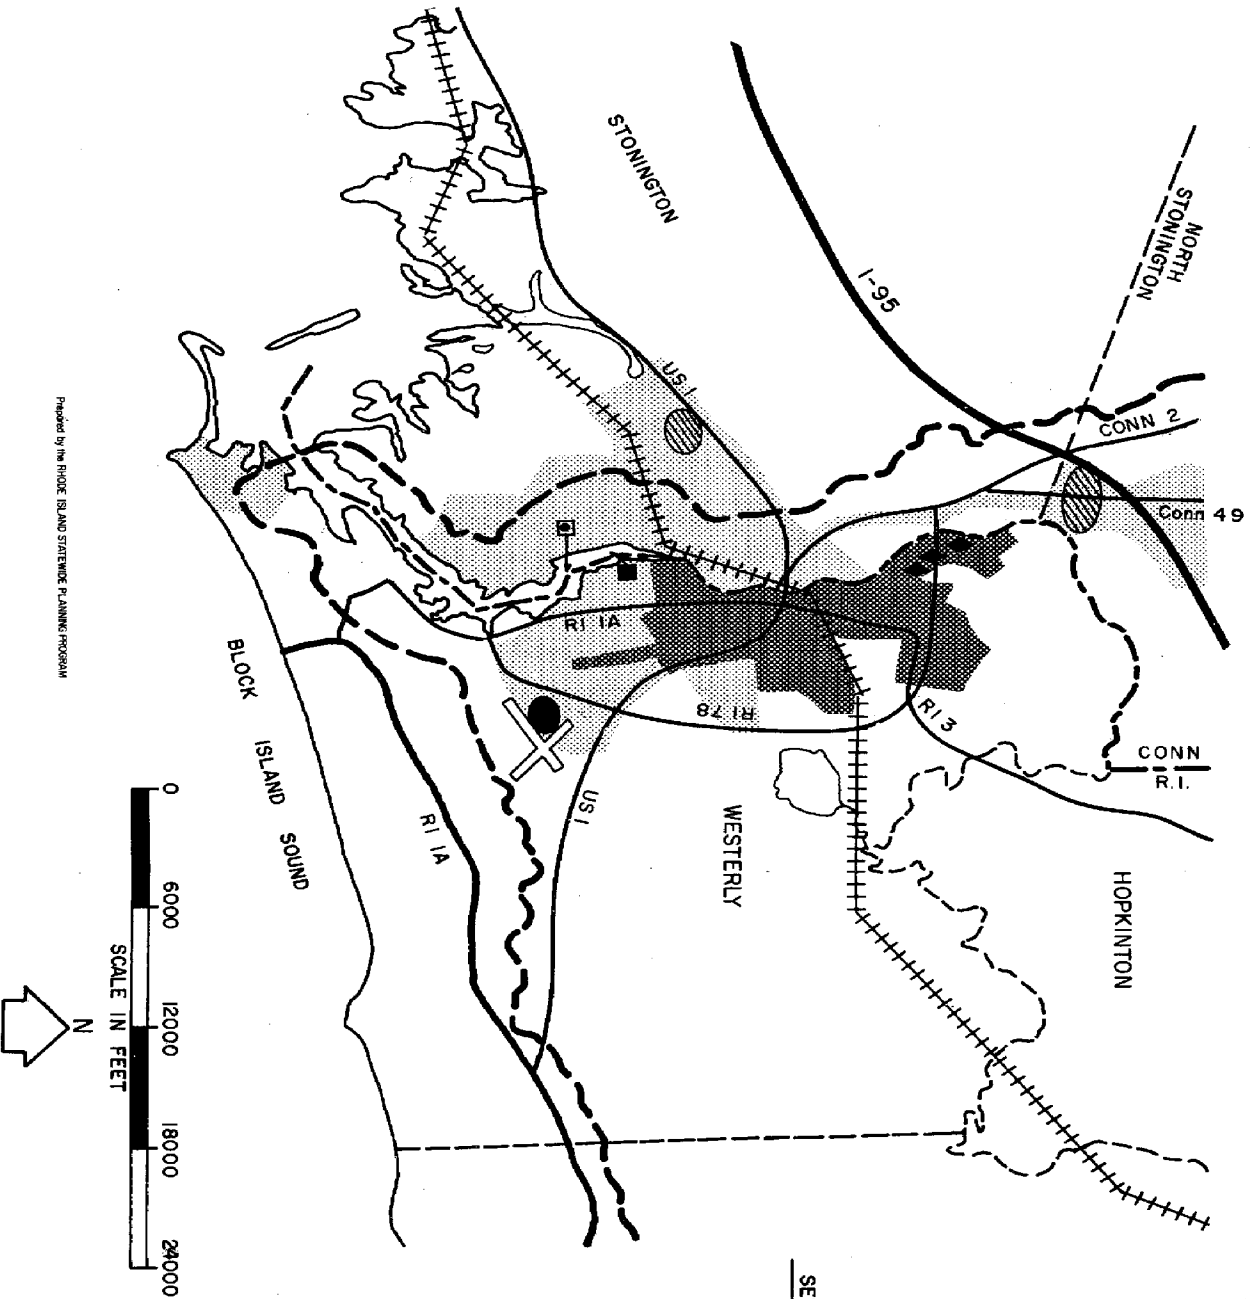 STONINGTON
NORTH
STONINGTON
I-95
US 1
CONN 2
Conn 49
RI 1A
RI 78
RI 3
CONN
R.I.
US 1
WESTERLY
HOPKINTON
BLOCK ISLAND SOUND
RI 1A
0 6000 12000 18000 24000
SCALE IN FEET
N
Prepared by the RHODE ISLAND STATEWIDE PLANNING PROGRAM
SE